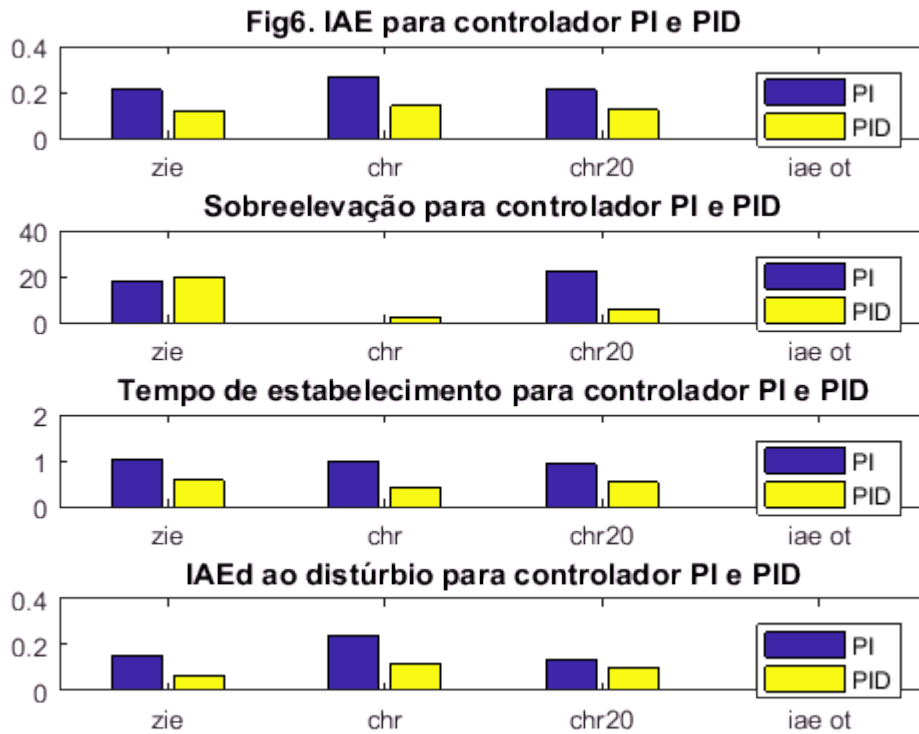 Fig6. IAE para controlador PI e PID
0.4
0.2
0
PI
PID
zie chr chr20 iae ot
Sobreelevação para controlador PI e PID
40
20
0
PI
PID
zie chr chr20 iae ot
Tempo de estabelecimento para controlador PI e PID
2
1
0
PI
PID
zie chr chr20 iae ot
IAEd ao distúrbio para controlador PI e PID
0.4
0.2
0
PI
PID
zie chr chr20 iae ot